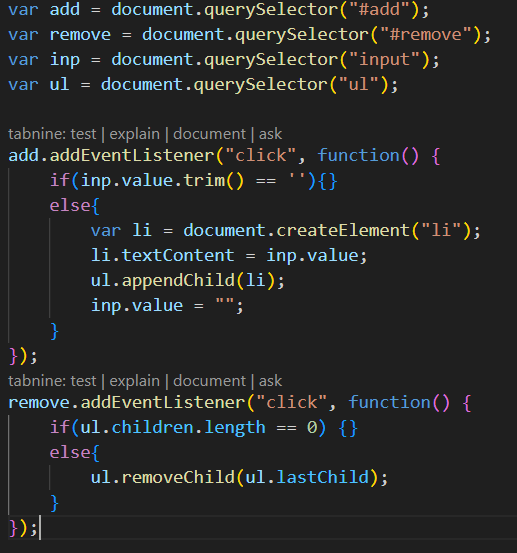 var add = document.querySelector("#add");
var remove = document.querySelector("#remove");
var inp = document.querySelector("input");
var ul = document.querySelector("ul");

tabnine: test | explain | document | ask
add.addEventListener("click", function() {
    if(inp.value.trim() == ''){}
    else{
        var li = document.createElement("li");
        li.textContent = inp.value;
        ul.appendChild(li);
        inp.value = "";
    }
});
tabnine: test | explain | document | ask
remove.addEventListener("click", function() {
    if(ul.children.length == 0) {}
    else{
        ul.removeChild(ul.lastChild);
    }
});